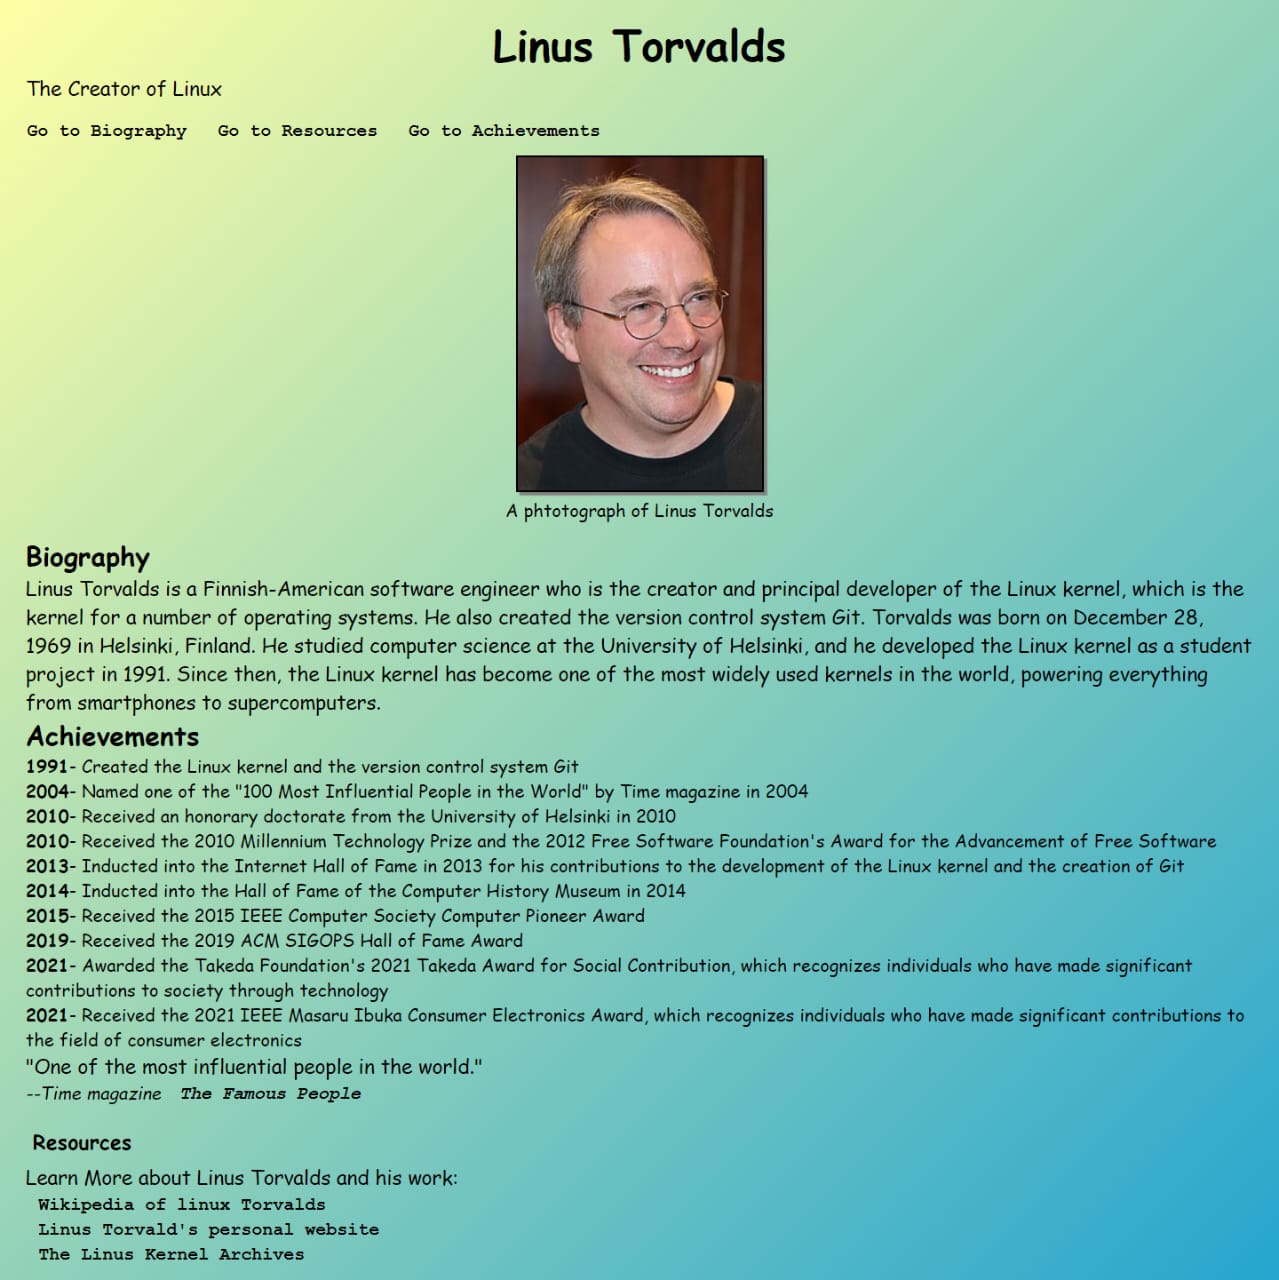 Linus Torvalds
The Creator of Linux
Go to Biography Go to Resources Go to Achievements
A phtotograph of Linus Torvalds
Biography
Linus Torvalds is a Finnish-American software engineer who is the creator and principal developer of the Linux kernel, which is the
kernel for a number of operating systems. He also created the version control system Git. Torvalds was born on December 28,
1969 in Helsinki, Finland. He studied computer science at the University of Helsinki, and he developed the Linux kernel as a student
project in 1991. Since then, the Linux kernel has become one of the most widely used kernels in the world, powering everything
from smartphones to supercomputers.
Achievements
1991- Created the Linux kernel and the version control system Git
2004- Named one of the "100 Most Influential People in the World" by Time magazine in 2004
2010- Received an honorary doctorate from the University of Helsinki in 2010
2010- Received the 2010 Millennium Technology Prize and the 2012 Free Software Foundation's Award for the Advancement of Free Software
2013- Inducted into the Internet Hall of Fame in 2013 for his contributions to the development of the Linux kernel and the creation of Git
2014- Inducted into the Hall of Fame of the Computer History Museum in 2014
2015- Received the 2015 IEEE Computer Society Computer Pioneer Award
2019- Received the 2019 ACM SIGOPS Hall of Fame Award
2021- Awarded the Takeda Foundation's 2021 Takeda Award for Social Contribution, which recognizes individuals who have made significant
contributions to society through technology
2021- Received the 2021 IEEE Masaru Ibuka Consumer Electronics Award, which recognizes individuals who have made significant contributions to
the field of consumer electronics
"One of the most influential people in the world."
--Time magazine The Famous People
Resources
Learn More about Linus Torvalds and his work:
Wikipedia of linux Torvalds
Linus Torvald's personal website
The Linus Kernel Archives